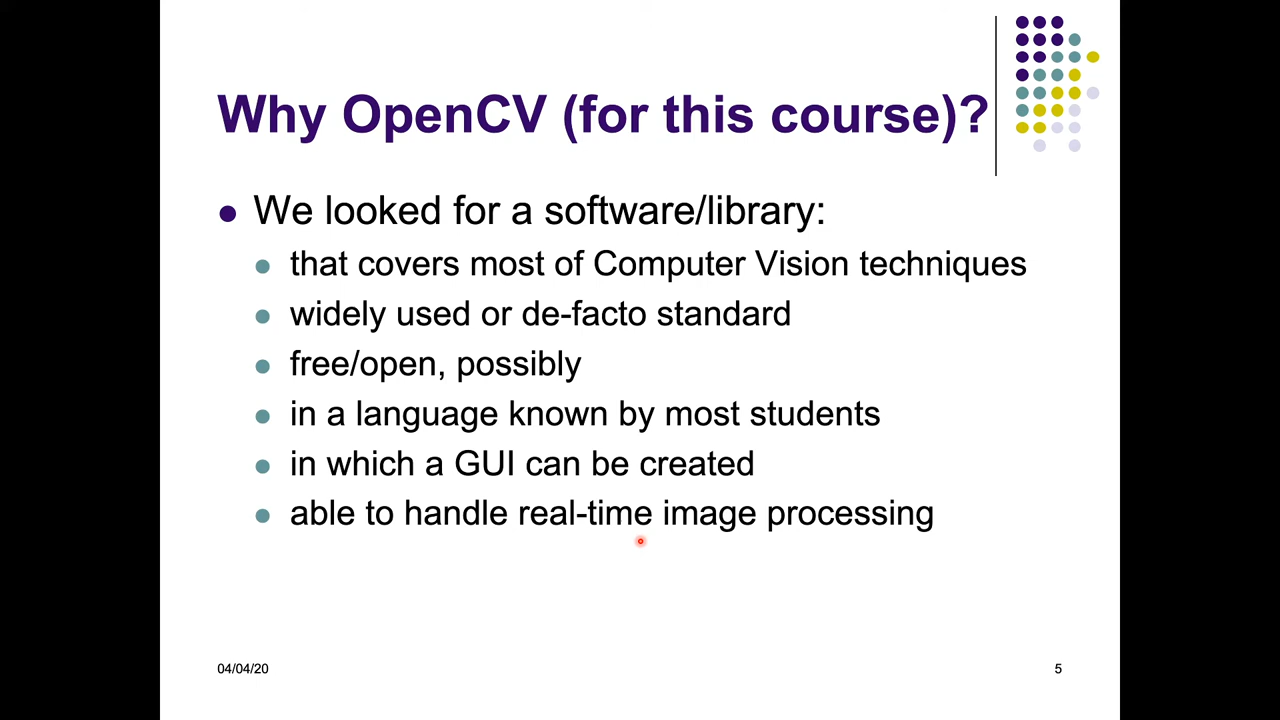 Why OpenCV (for this course)?
We looked for a software/library:
that covers most of Computer Vision techniques
widely used or de-facto standard
free/open, possibly
in a language known by most students
in which a GUI can be created
able to handle real-time image processing
04/04/20
5